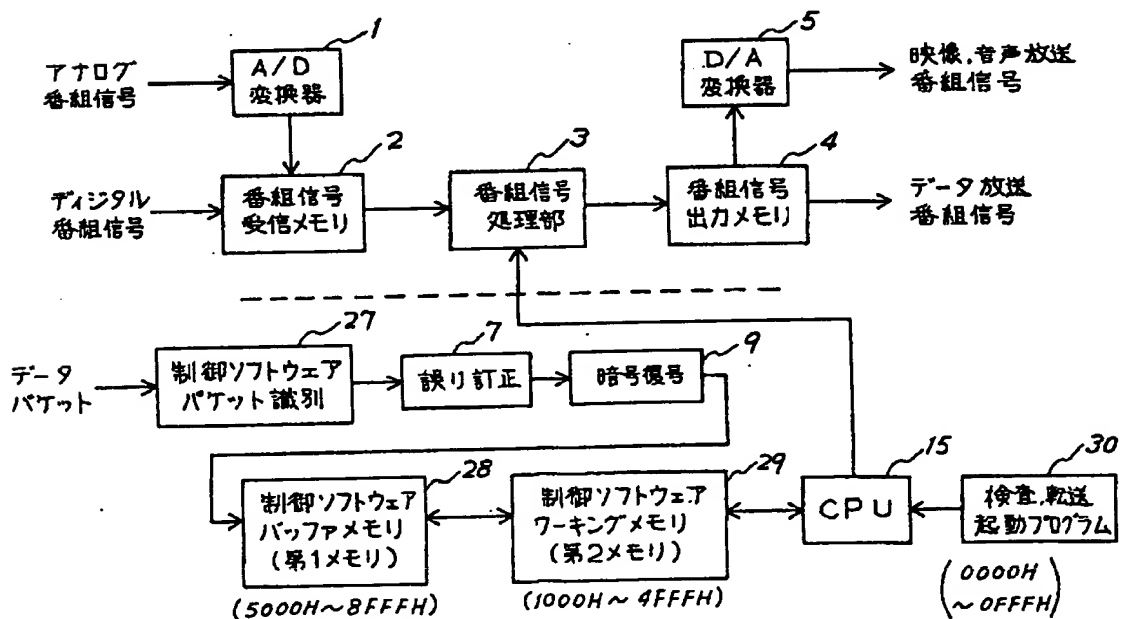 1
5
アナログ
番組信号
A/D
変換器
D/A
変換器
映像,音声放送
番組信号
2
3
4
ディジタル
番組信号
番組信号
受信メモリ
番組信号
処理部
番組信号
出力メモリ
データ放送
番組信号
27
7
9
データ
パケット
制御ソフトウェア
パケット識別
誤り訂正
暗号復号
28
29
15
30
制御ソフトウェア
バッファメモリ
(第1メモリ)
制御ソフトウェア
ワーキングメモリ
(第2メモリ)
CPU
検査,転送
起動プログラム
(5000H~8FFFH)
(1000H~4FFFH)
(0000H
~0FFFH)